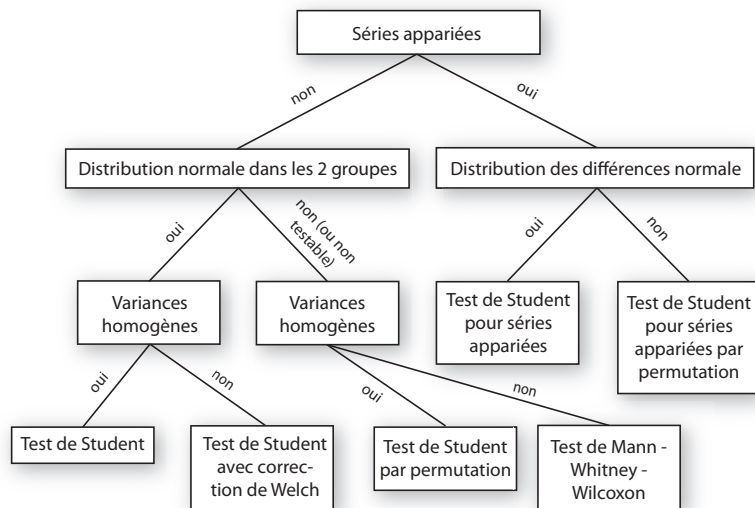 Séries appariées
non
oui
Distribution normale dans les 2 groupes
Distribution des différences normale
oui
non (ou non
testable)
oui
non
Variances
homogènes
Variances
homogènes
Test de Student
pour séries
appariées
Test de Student
pour séries
appariées par
permutation
oui
non
oui
non
Test de Student
Test de Student
avec correc-
tion de Welch
Test de Student
par permutation
Test de Mann -
Whitney -
Wilcoxon